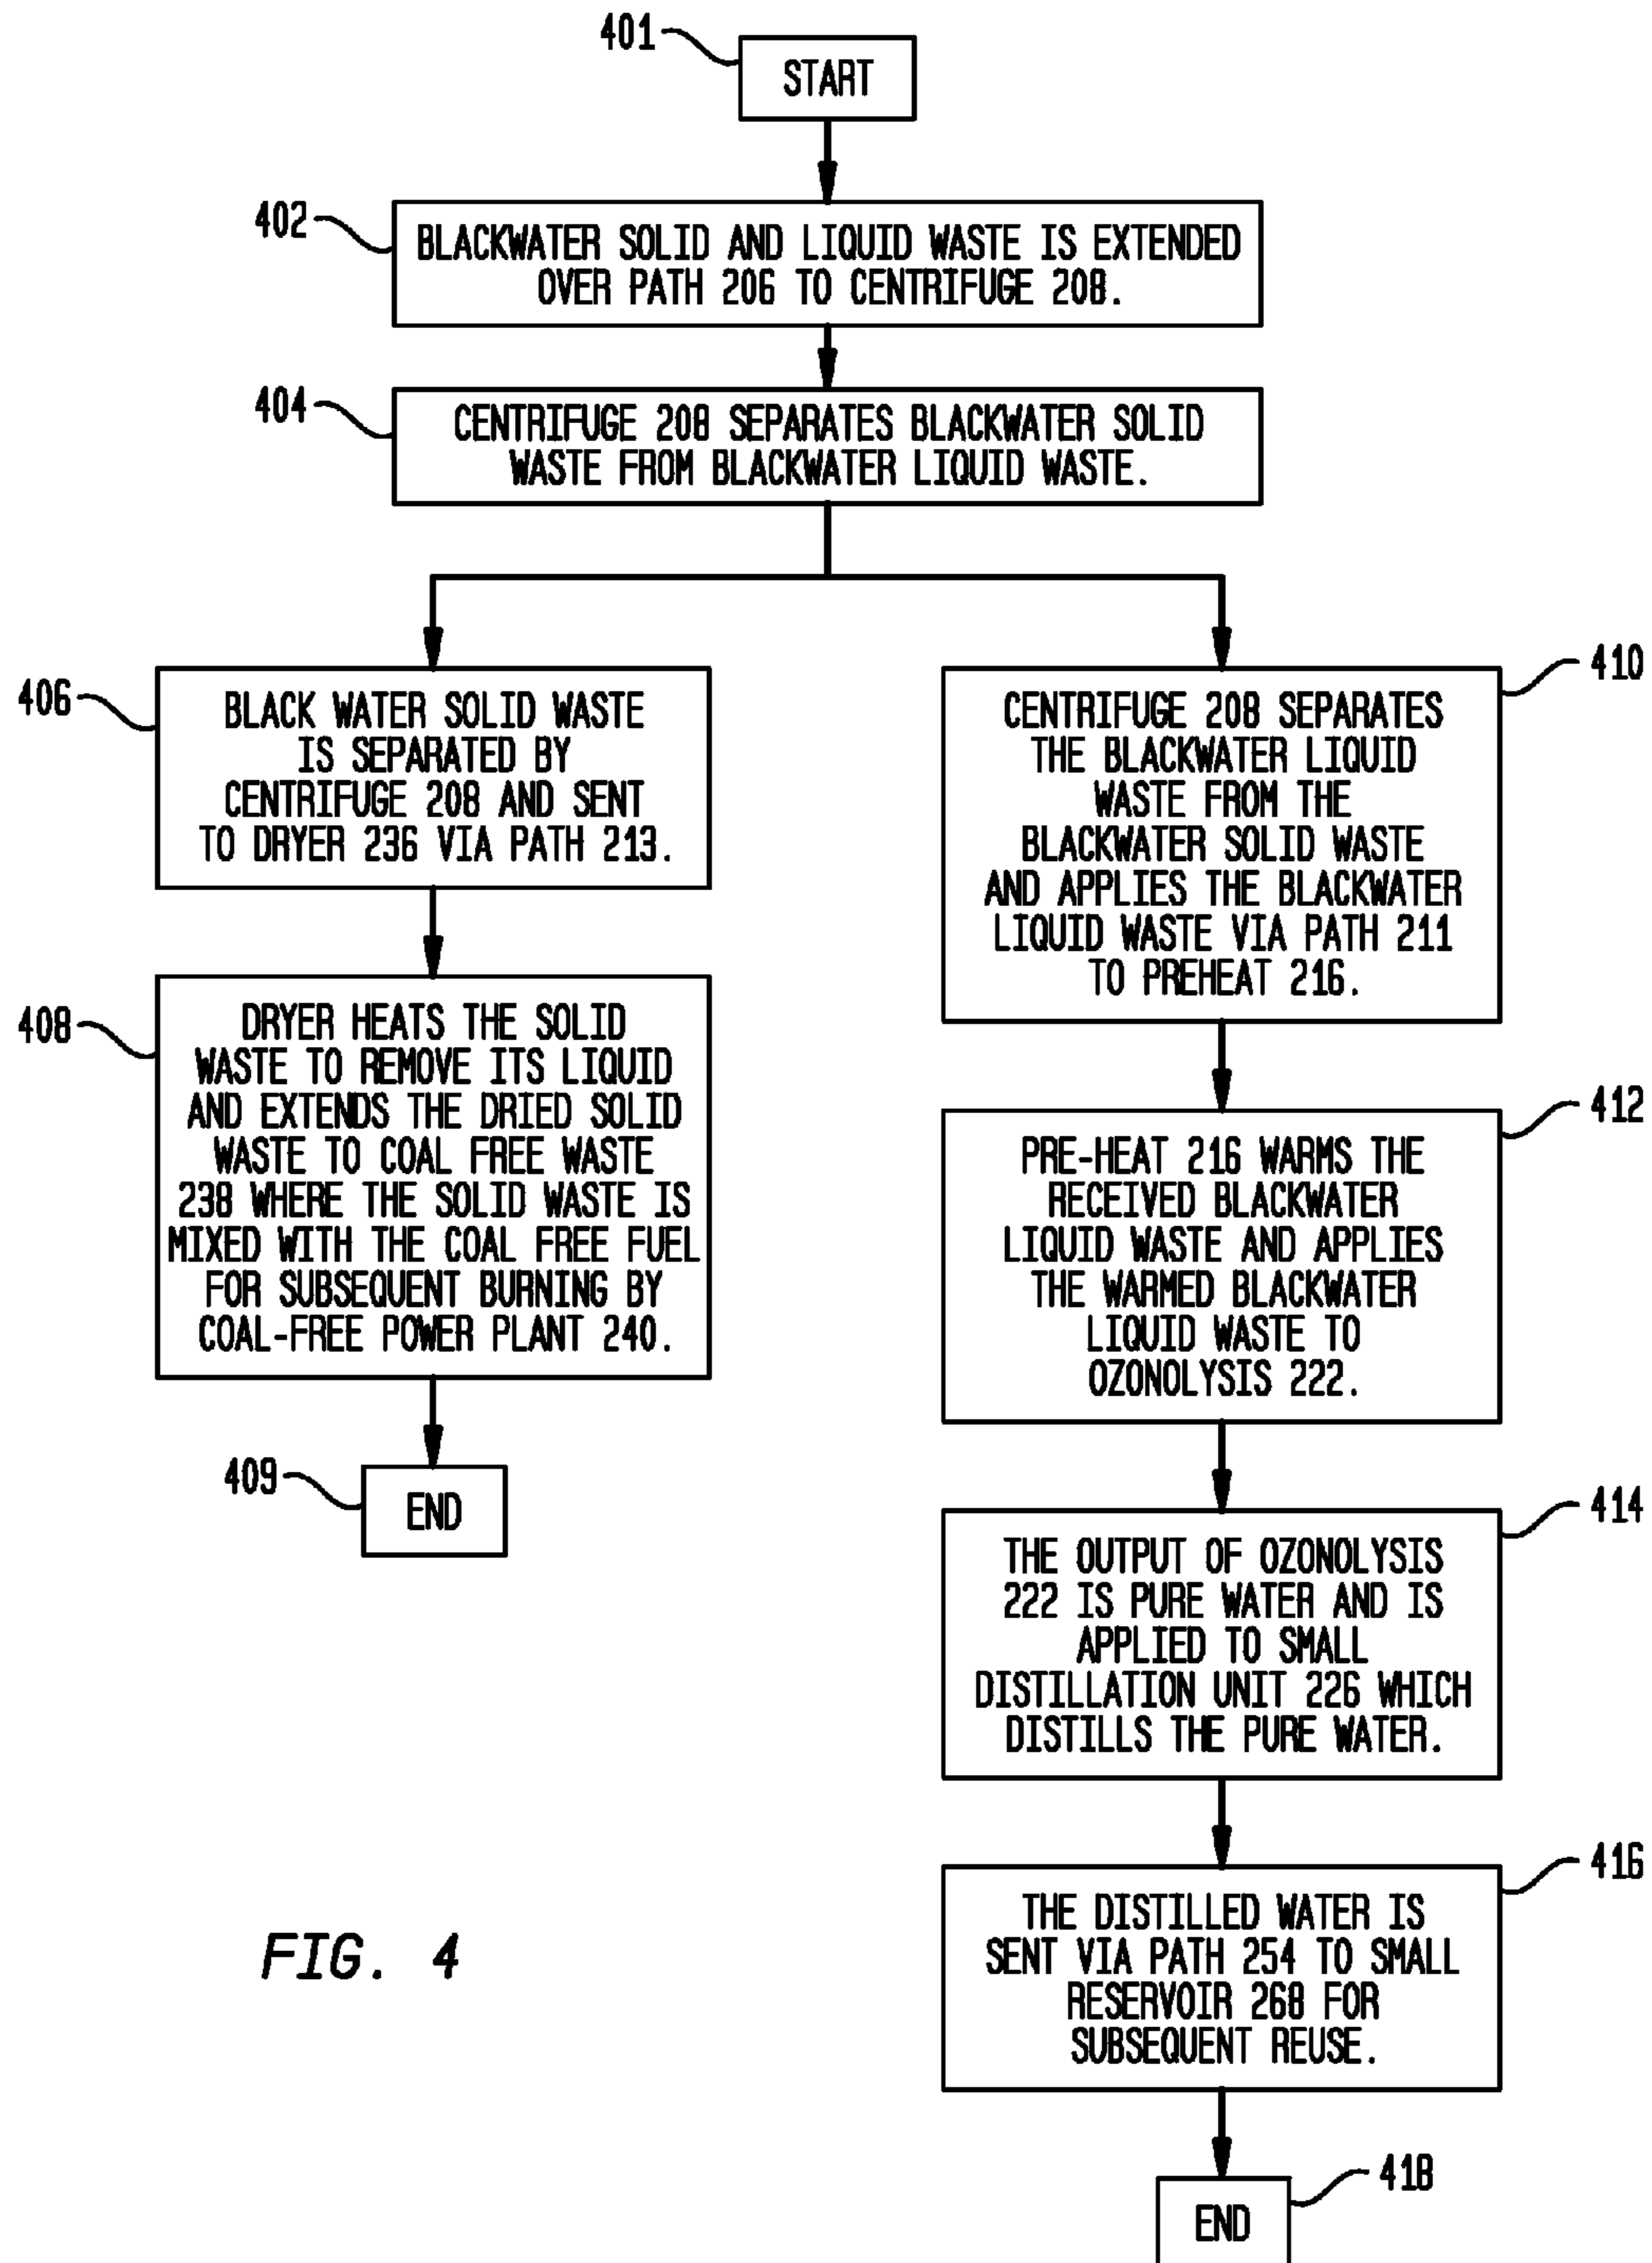 401
START
402
BLACKWATER SOLID AND LIQUID WASTE IS EXTENDED
OVER PATH 206 TO CENTRIFUGE 208.
404
CENTRIFUGE 208 SEPARATES BLACKWATER SOLID
WASTE FROM BLACKWATER LIQUID WASTE.
406
BLACK WATER SOLID WASTE
IS SEPARATED BY
CENTRIFUGE 208 AND SENT
TO DRYER 236 VIA PATH 213.
408
DRYER HEATS THE SOLID
WASTE TO REMOVE ITS LIQUID
AND EXTENDS THE DRIED SOLID
WASTE TO COAL FREE WASTE
238 WHERE THE SOLID WASTE IS
MIXED WITH THE COAL FREE FUEL
FOR SUBSEQUENT BURNING BY
COAL-FREE POWER PLANT 240.
409
END
410
CENTRIFUGE 208 SEPARATES
THE BLACKWATER LIQUID
WASTE FROM THE
BLACKWATER SOLID WASTE
AND APPLIES THE BLACKWATER
LIQUID WASTE VIA PATH 211
TO PREHEAT 216.
412
PRE-HEAT 216 WARMS THE
RECEIVED BLACKWATER
LIQUID WASTE AND APPLIES
THE WARMED BLACKWATER
LIQUID WASTE TO
OZONOLYSIS 222.
414
THE OUTPUT OF OZONOLYSIS
222 IS PURE WATER AND IS
APPLIED TO SMALL
DISTILLATION UNIT 226 WHICH
DISTILLS THE PURE WATER.
416
THE DISTILLED WATER IS
SENT VIA PATH 254 TO SMALL
RESERVOIR 268 FOR
SUBSEQUENT REUSE.
418
END
FIG. 4